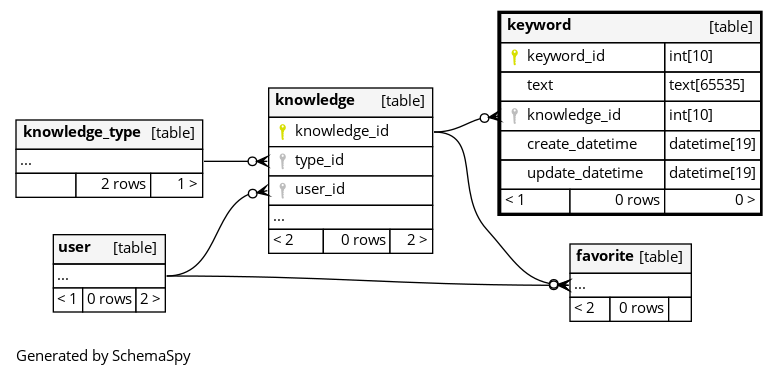 keyword [table]
keyword_id int[10]
text text[65535]
knowledge_id int[10]
create_datetime datetime[19]
update_datetime datetime[19]
< 1 0 rows 0 >
knowledge [table]
knowledge_id
type_id
user_id
...
< 2 0 rows 2 >
knowledge_type [table]
...
2 rows 1 >
user [table]
...
< 1 0 rows 2 >
favorite [table]
...
< 2 0 rows
Generated by SchemaSpy